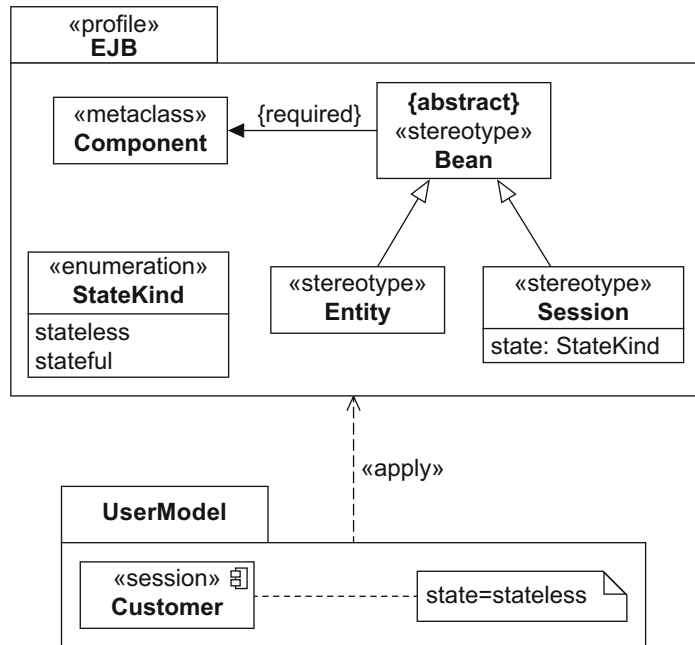 «profile»
EJB
«metaclass»
Component
{required}
{abstract}
«stereotype»
Bean
«enumeration»
StateKind
stateless
stateful
«stereotype»
Entity
«stereotype»
Session
state: StateKind
«apply»
UserModel
«session»
Customer
state=stateless